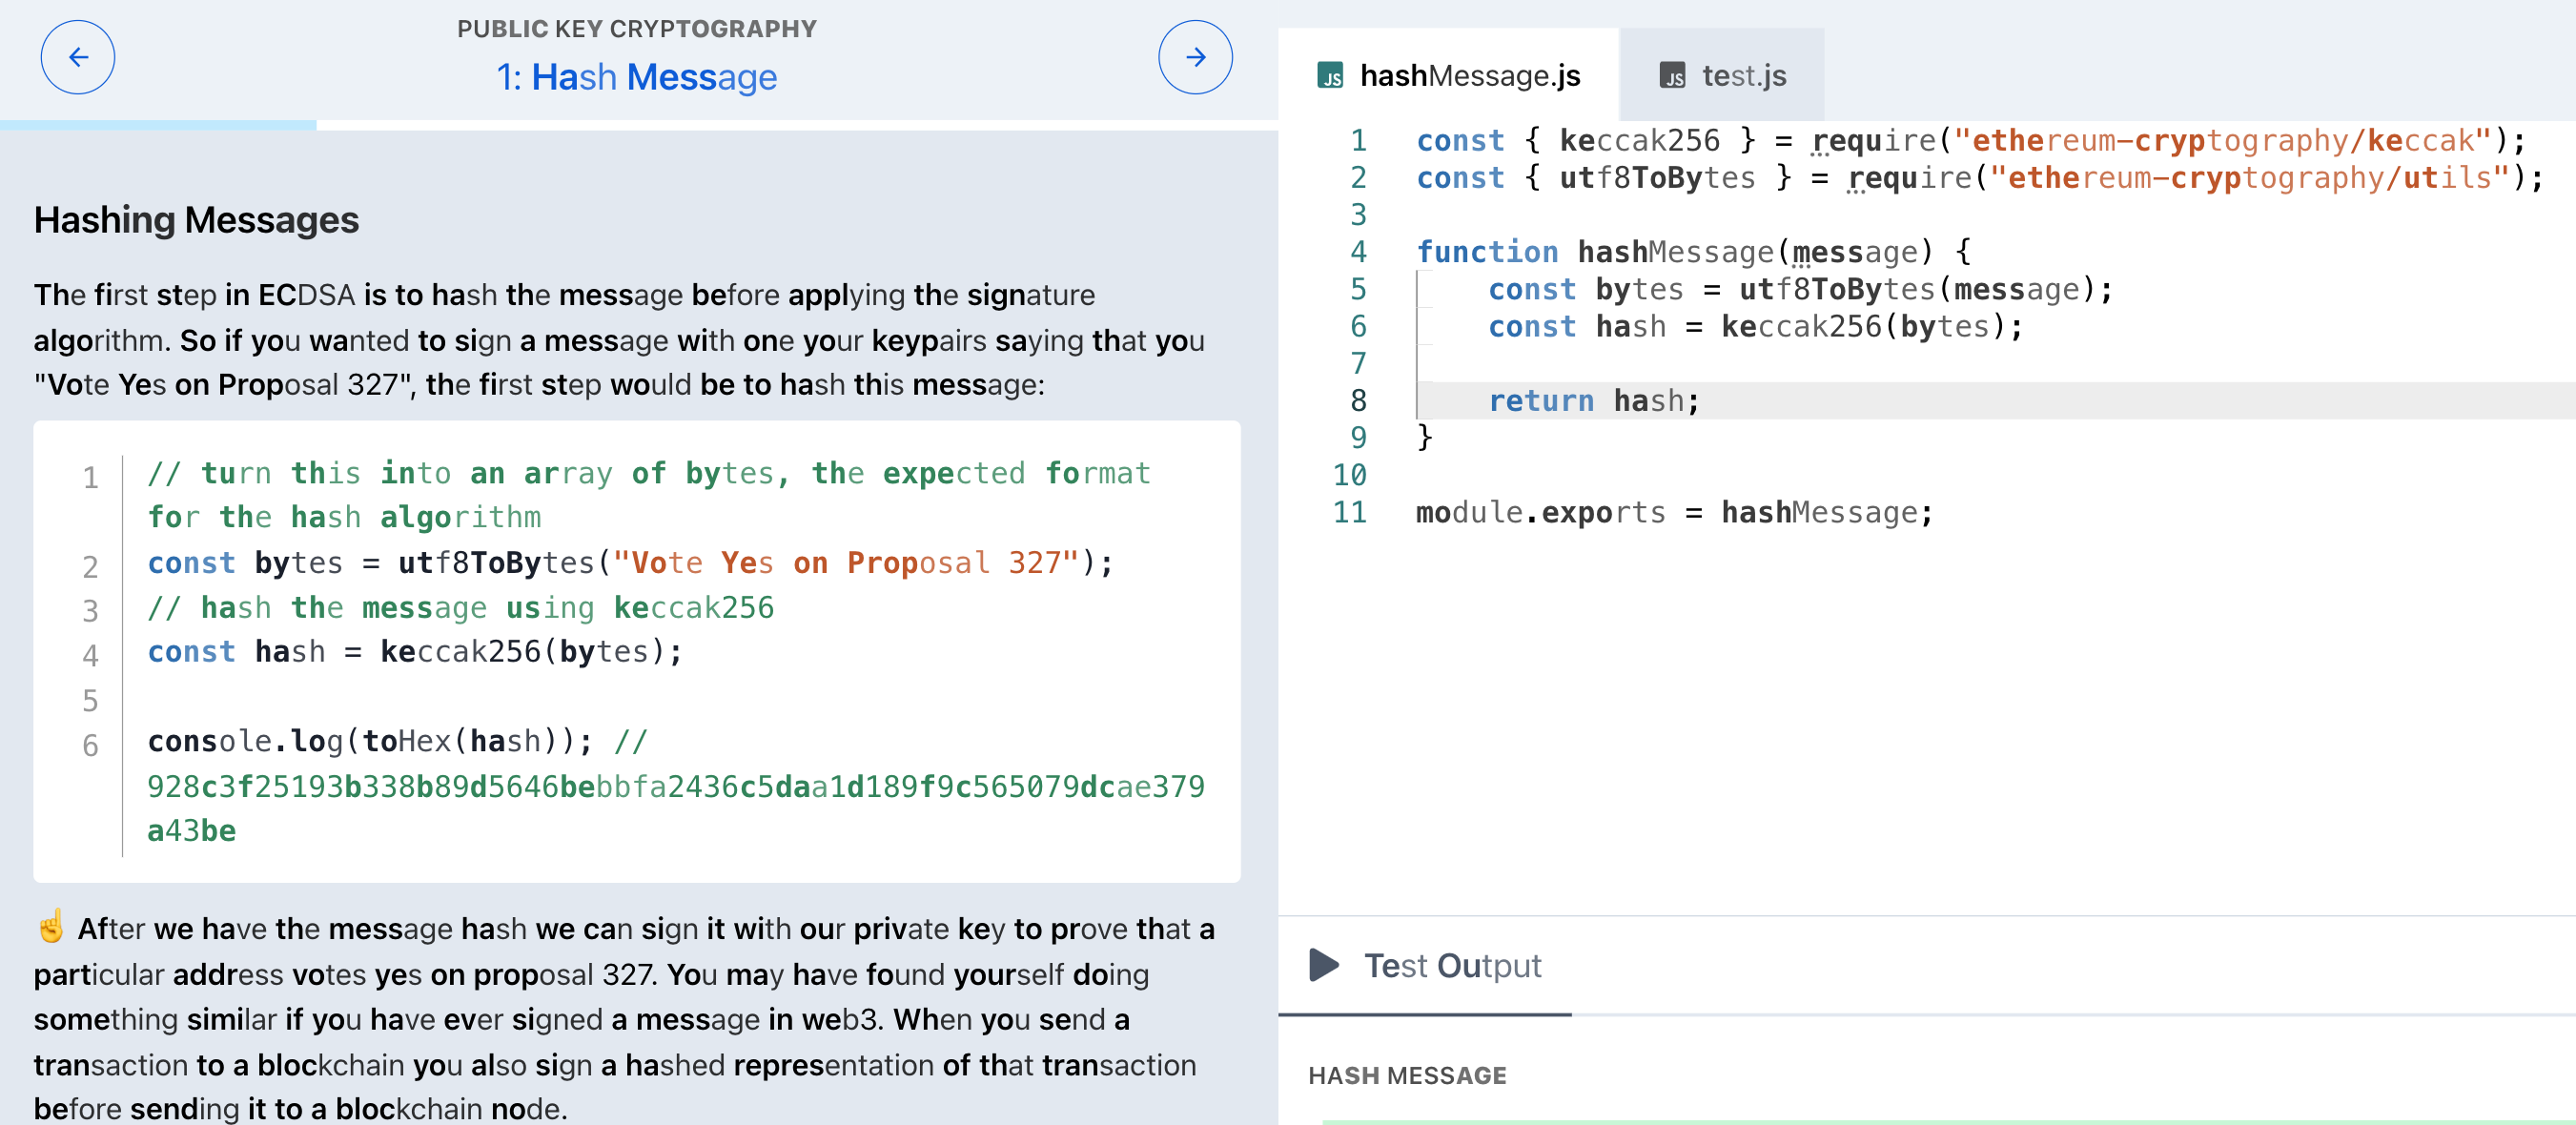 PUBLIC KEY CRYPTOGRAPHY
1: Hash Message
Hashing Messages
The first step in ECDSA is to hash the message before applying the signature
algorithm. So if you wanted to sign a message with one your keypairs saying that you
"Vote Yes on Proposal 327", the first step would be to hash this message:
1 // turn this into an array of bytes, the expected format
for the hash algorithm
2 const bytes = utf8ToBytes("Vote Yes on Proposal 327");
3 // hash the message using keccak256
4 const hash = keccak256(bytes);
5
6 console.log(toHex(hash)); //
928c3f25193b338b89d5646bebbfa2436c5daa1d189f9c565079dcae379
a43be
☝️ After we have the message hash we can sign it with our private key to prove that a
particular address votes yes on proposal 327. You may have found yourself doing
something similar if you have ever signed a message in web3. When you send a
transaction to a blockchain you also sign a hashed representation of that transaction
before sending it to a blockchain node.
JS hashMessage.js
JS test.js
1 const { keccak256 } = require("ethereum-cryptography/keccak");
2 const { utf8ToBytes } = require("ethereum-cryptography/utils");
3
4 function hashMessage(message) {
5     const bytes = utf8ToBytes(message);
6     const hash = keccak256(bytes);
7
8     return hash;
9 }
10
11 module.exports = hashMessage;
Test Output
HASH MESSAGE